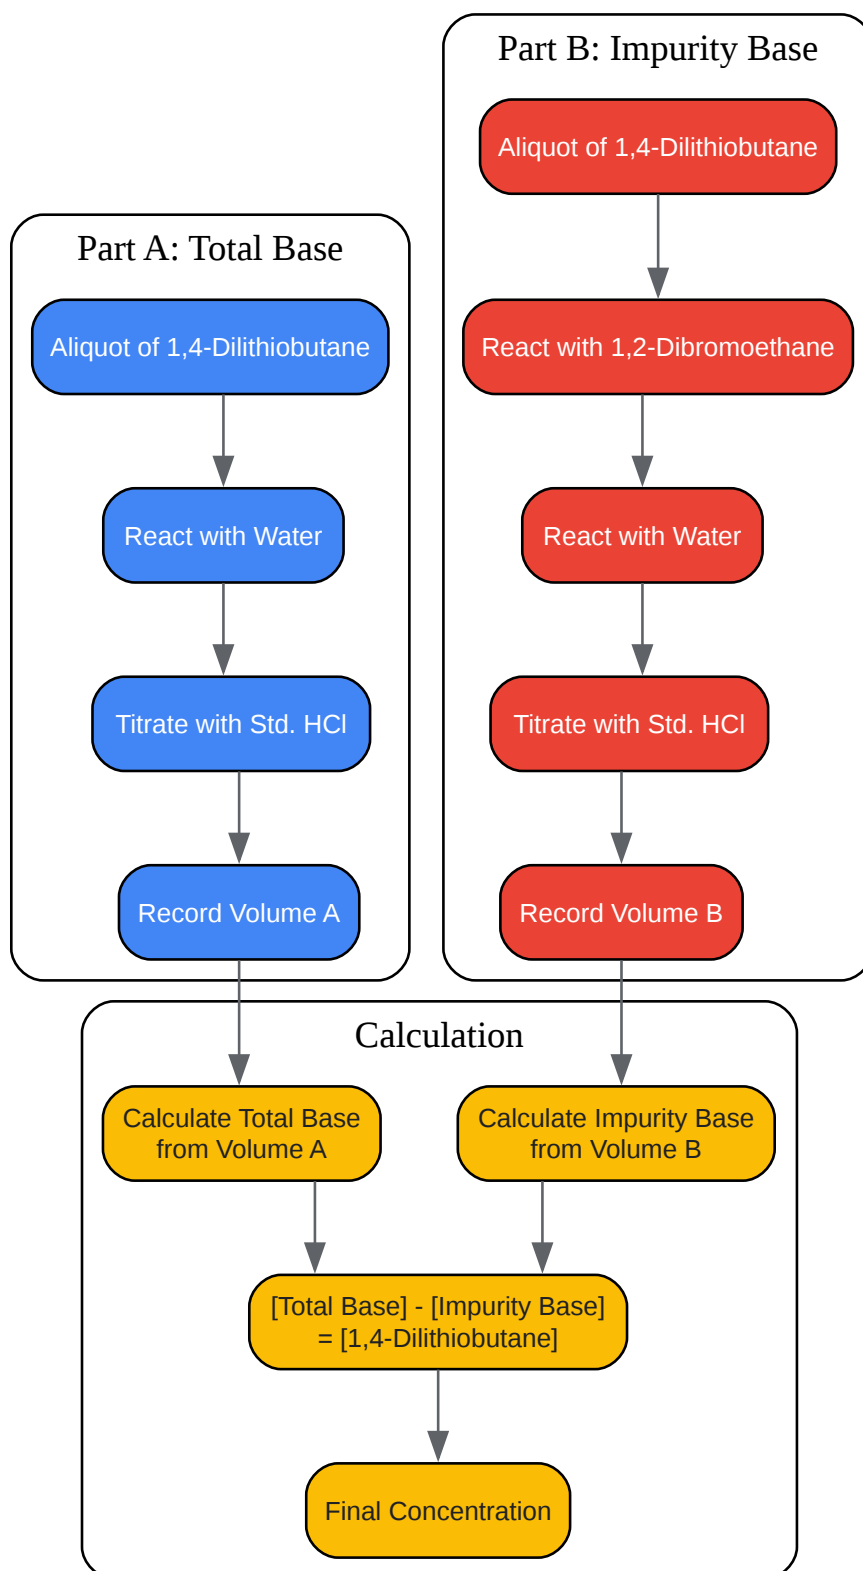 Part A: Total Base
Aliquot of 1,4-Dilithiobutane
React with Water
Titrate with Std. HCl
Record Volume A
Part B: Impurity Base
Aliquot of 1,4-Dilithiobutane
React with 1,2-Dibromoethane
React with Water
Titrate with Std. HCl
Record Volume B
Calculation
Calculate Total Base
from Volume A
Calculate Impurity Base
from Volume B
[Total Base] - [Impurity Base]
= [1,4-Dilithiobutane]
Final Concentration